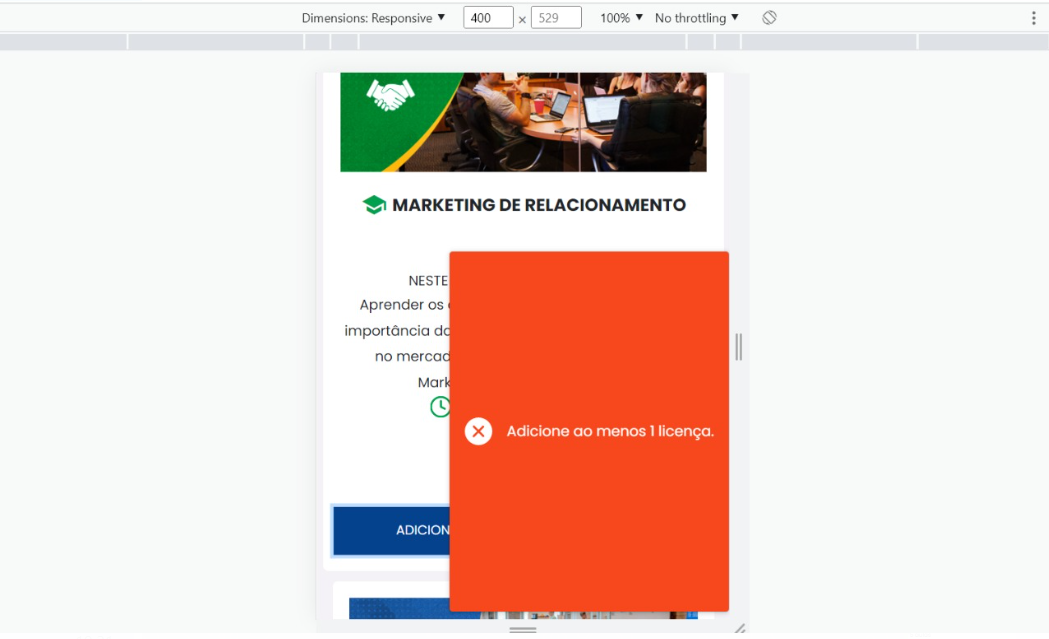 Dimensions: Responsive 400 × 529 100% No throttling
MARKETING DE RELACIONAMENTO
NESTE
Aprender os
importância
no mercad
Mark
Adicione ao menos 1 licença.
ADICION